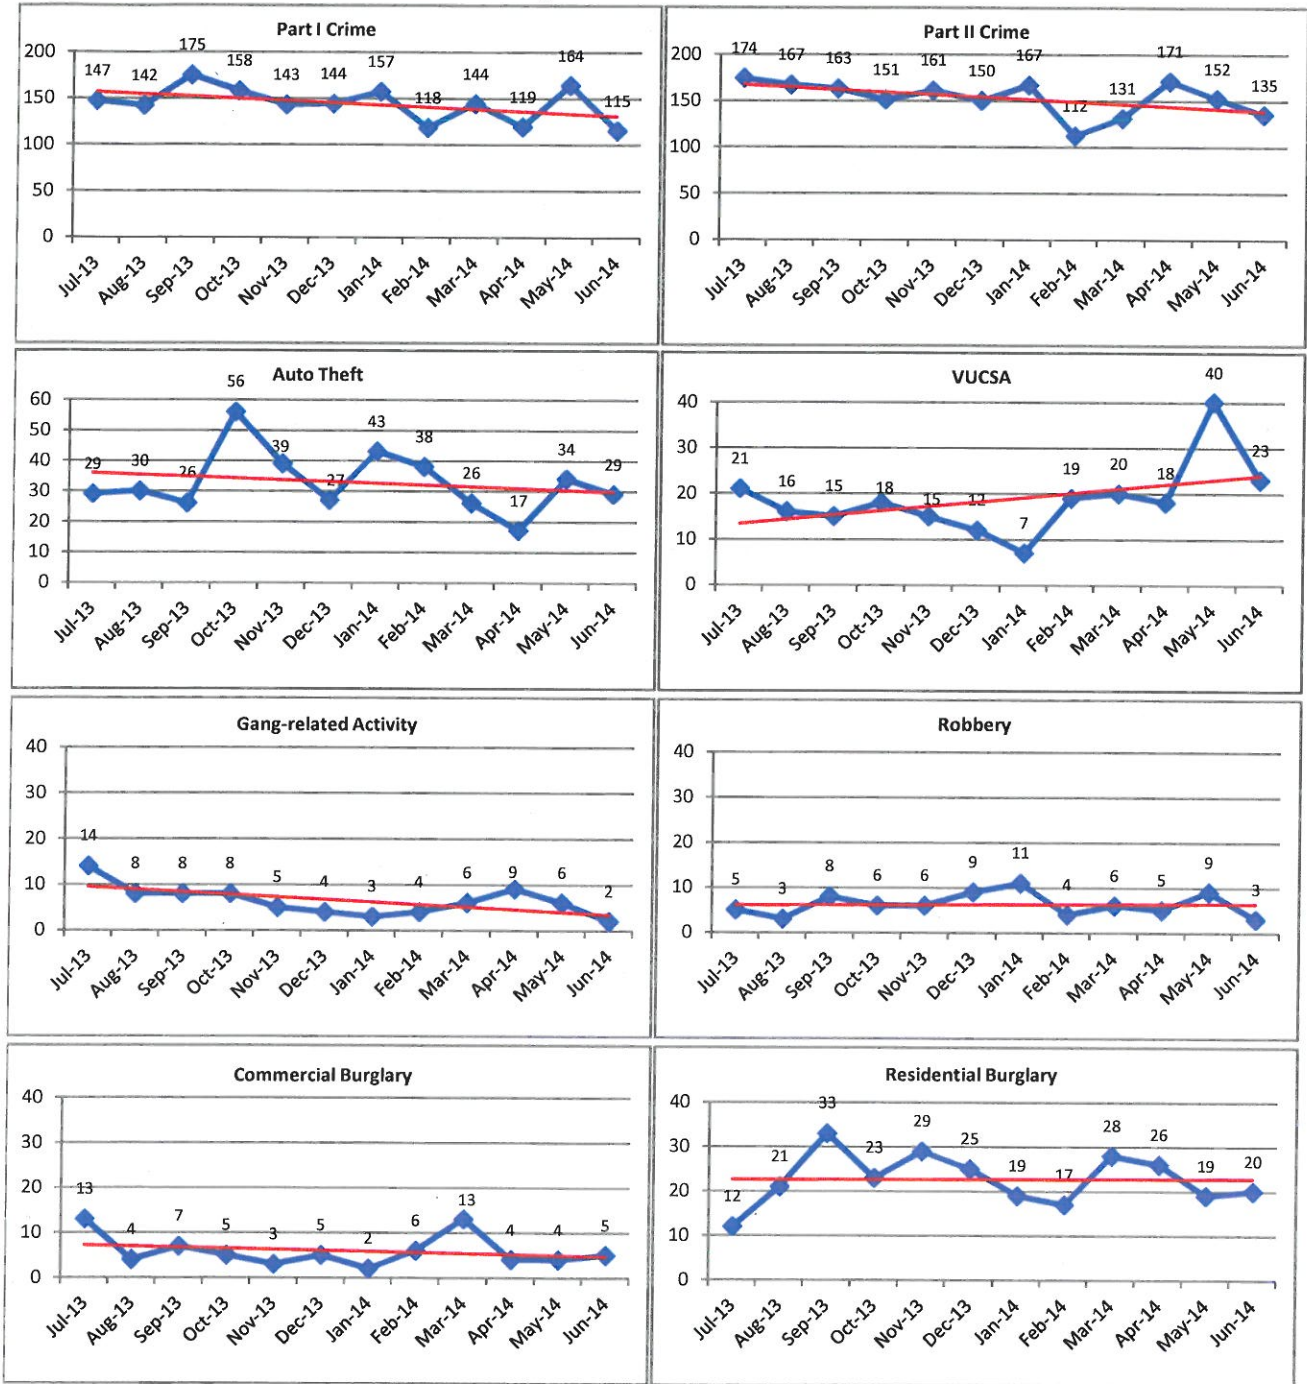 Part I Crime
200
150
100
50
0
147 142 175 158 143 144 157 118 144 119 164 115
Jul-13 Aug-13 Sep-13 Oct-13 Nov-13 Dec-13 Jan-14 Feb-14 Mar-14 Apr-14 May-14 Jun-14
Part II Crime
200
150
100
50
0
174 167 163 151 161 150 167 112 131 171 152 135
Jul-13 Aug-13 Sep-13 Oct-13 Nov-13 Dec-13 Jan-14 Feb-14 Mar-14 Apr-14 May-14 Jun-14
Auto Theft
60
50
40
30
20
10
0
29 30 26 56 39 27 43 38 26 17 34 29
Jul-13 Aug-13 Sep-13 Oct-13 Nov-13 Dec-13 Jan-14 Feb-14 Mar-14 Apr-14 May-14 Jun-14
VUCSA
40
30
20
10
0
21 16 15 18 15 12 7 19 20 18 40 23
Jul-13 Aug-13 Sep-13 Oct-13 Nov-13 Dec-13 Jan-14 Feb-14 Mar-14 Apr-14 May-14 Jun-14
Gang-related Activity
40
30
20
10
0
14 8 8 8 5 4 3 4 6 9 6 2
Jul-13 Aug-13 Sep-13 Oct-13 Nov-13 Dec-13 Jan-14 Feb-14 Mar-14 Apr-14 May-14 Jun-14
Robbery
40
30
20
10
0
5 3 8 6 6 9 11 4 6 5 9 3
Jul-13 Aug-13 Sep-13 Oct-13 Nov-13 Dec-13 Jan-14 Feb-14 Mar-14 Apr-14 May-14 Jun-14
Commercial Burglary
40
30
20
10
0
13 4 7 5 3 5 2 6 13 4 4 5
Jul-13 Aug-13 Sep-13 Oct-13 Nov-13 Dec-13 Jan-14 Feb-14 Mar-14 Apr-14 May-14 Jun-14
Residential Burglary
40
30
20
10
0
12 21 33 23 29 25 19 17 28 26 19 20
Jul-13 Aug-13 Sep-13 Oct-13 Nov-13 Dec-13 Jan-14 Feb-14 Mar-14 Apr-14 May-14 Jun-14